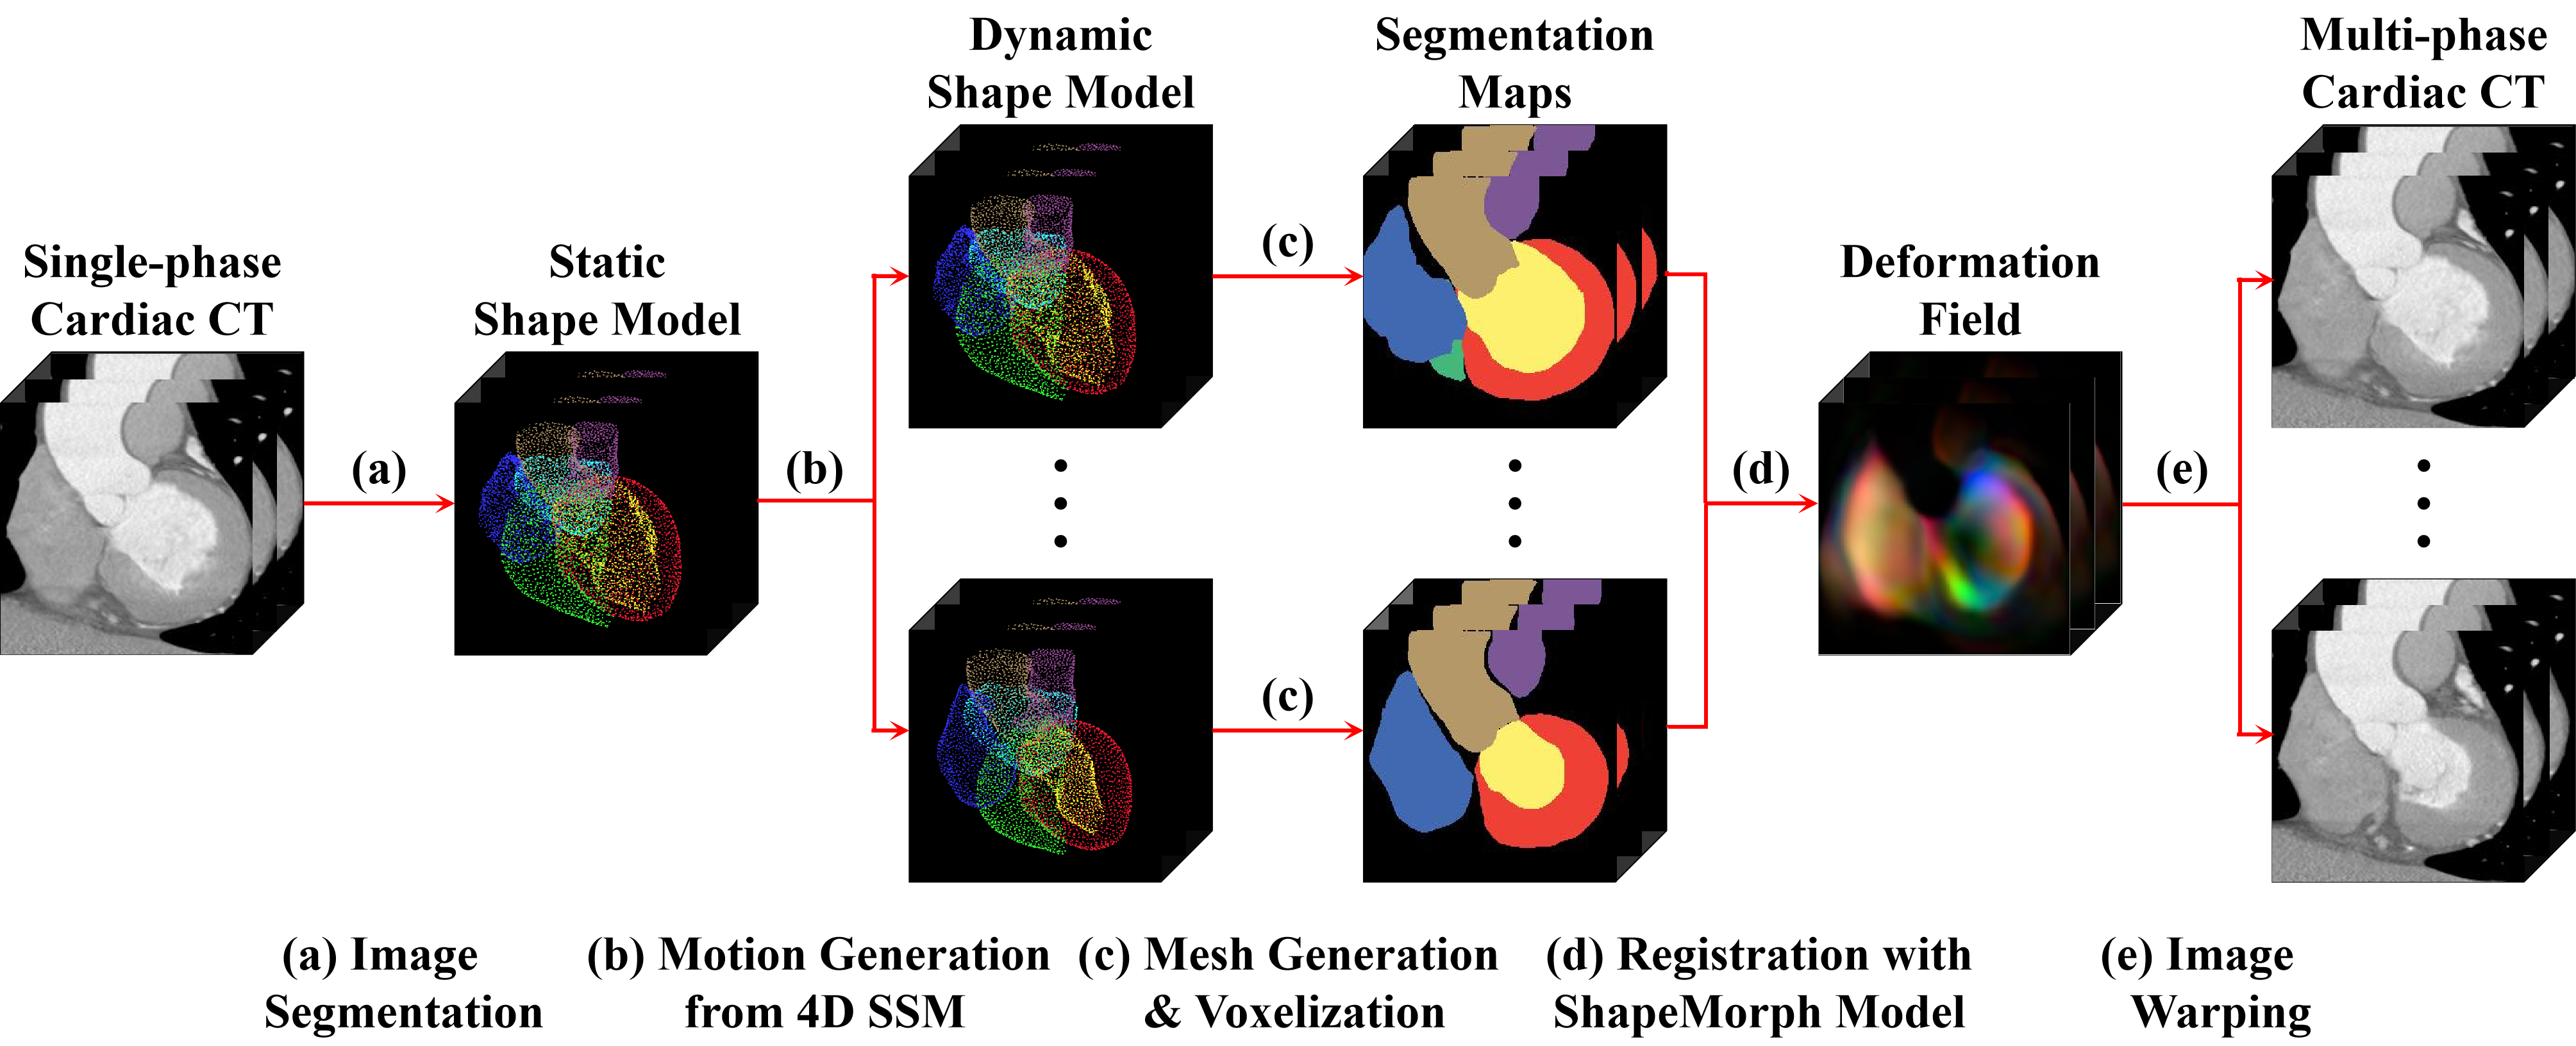 Dynamic
Shape Model
Segmentation
Maps
Multi-phase
Cardiac CT
Single-phase
Cardiac CT
Static
Shape Model
Deformation
Field
(c)
(a)
(b)
(d)
(e)
(c)
(a) Image
Segmentation
(b) Motion Generation
from 4D SSM
(c) Mesh Generation
& Voxelization
(d) Registration with
ShapeMorph Model
(e) Image
Warping